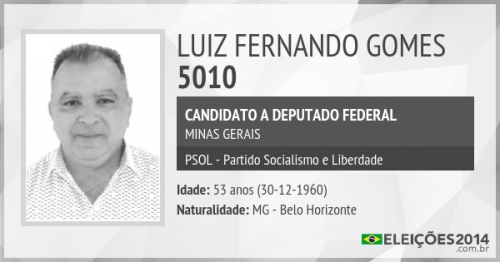 LUIZ FERNANDO GOMES
5010
CANDIDATO A DEPUTADO FEDERAL
MINAS GERAIS
PSOL - Partido Socialismo e Liberdade
Idade: 53 anos (30-12-1960)
Naturalidade: MG - Belo Horizonte
ELEIÇÕES2014
.com.br